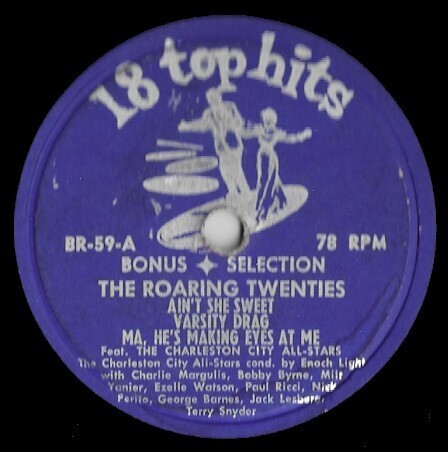 18 top hits
BR-59-A 78 RPM
BONUS ✦ SELECTION
THE ROARING TWENTIES
AIN'T SHE SWEET
VARSITY DRAG
MA, HE'S MAKING EYES AT ME
Feat. THE CHARLESTON CITY ALL-STARS
The Charleston City All-Stars cond. by Enoch Light
with Charlie Margulis, Bobby Byrne, Milt
Yanier, Ezelle Watson, Paul Ricci, Nick
Perito, George Barnes, Jack Lesberg,
Terry Snyder